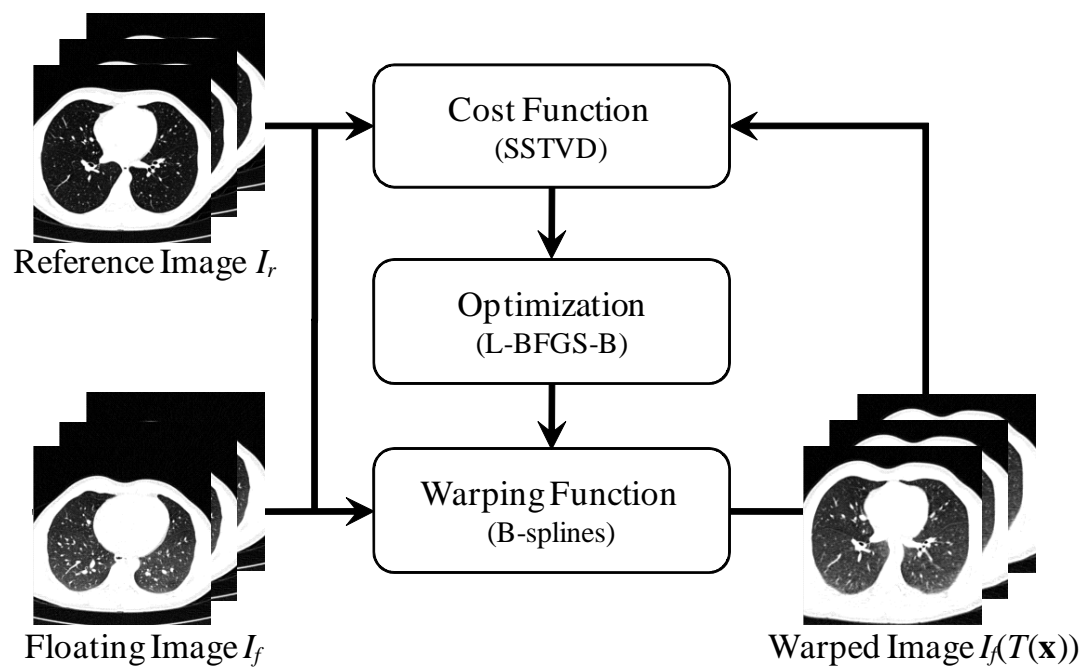 Cost Function
(SSTVD)
Reference Image I_r
Optimization
(L-BFGS-B)
Warping Function
(B-splines)
Floating Image I_f
Warped Image I_f(T(x))